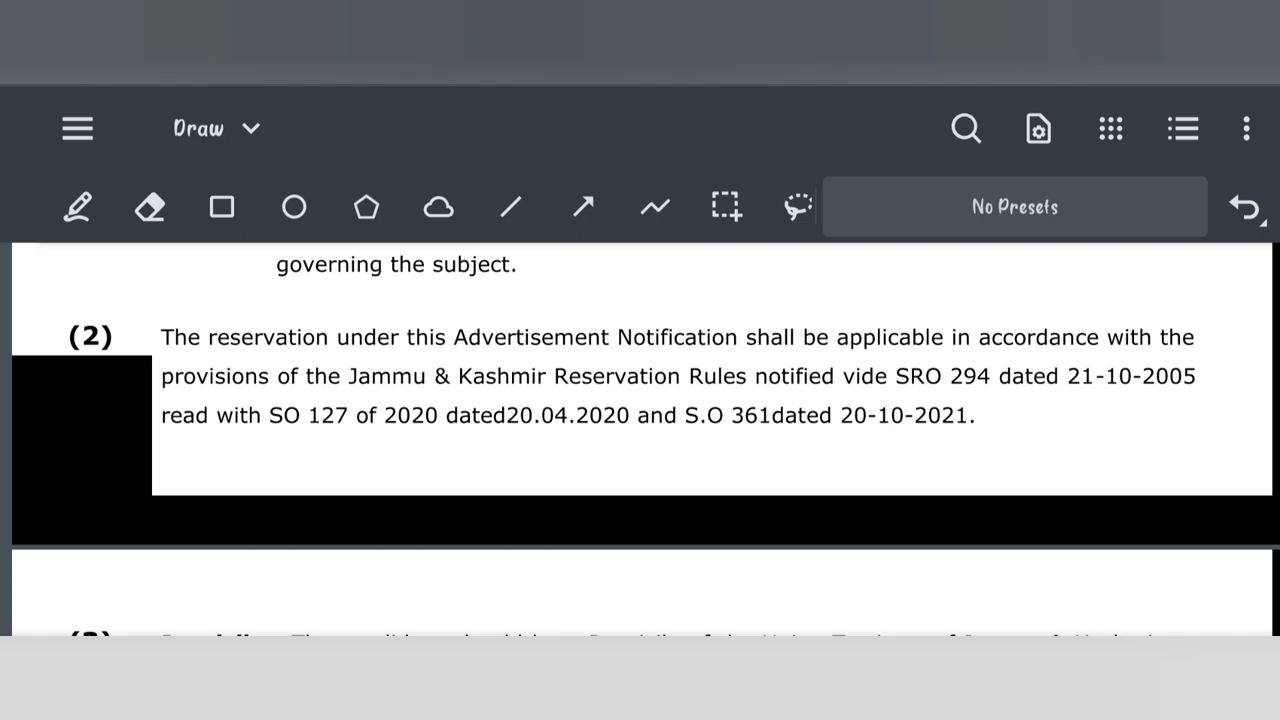 Draw
No Presets
governing the subject.
(2) The reservation under this Advertisement Notification shall be applicable in accordance with the
provisions of the Jammu & Kashmir Reservation Rules notified vide SRO 294 dated 21-10-2005
read with SO 127 of 2020 dated20.04.2020 and S.O 361dated 20-10-2021.